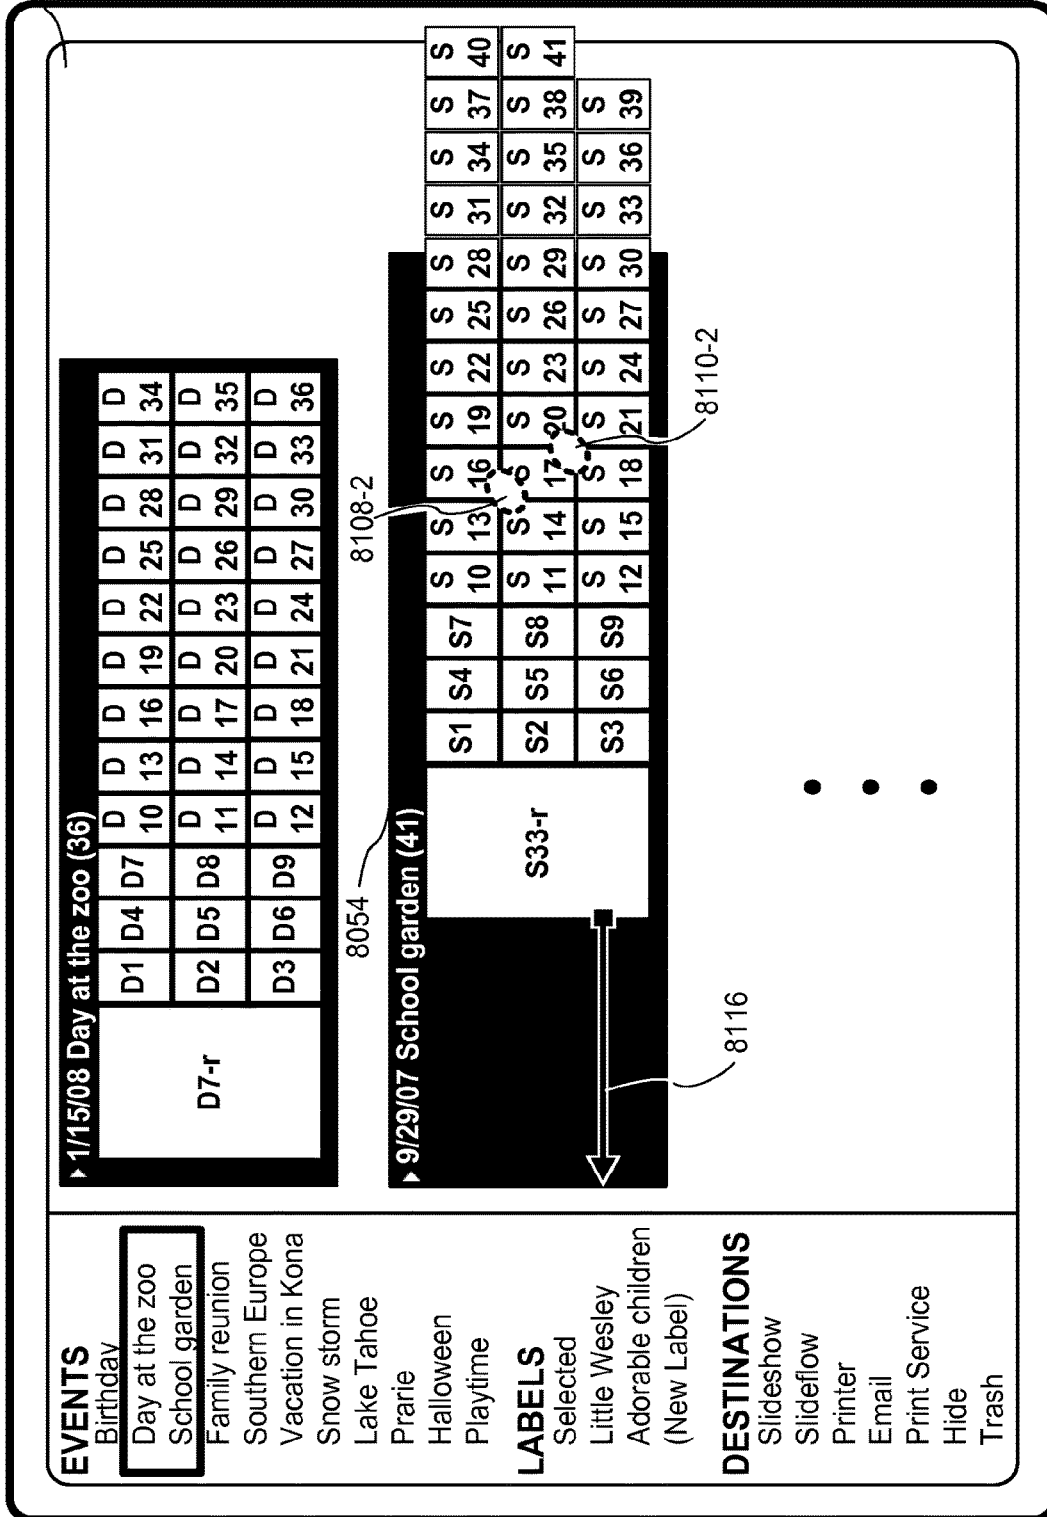 EVENTS
Birthday
Day at the zoo
School garden
Family reunion
Southern Europe
Vacation in Kona
Snow storm
Lake Tahoe
Prarie
Halloween
Playtime
LABELS
Selected
Little Wesley
Adorable children
(New Label)
DESTINATIONS
Slideshow
Slideflow
Printer
Email
Print Service
Hide
Trash
1/15/08 Day at the zoo (36)
D7-r
D1 D4 D7 D 10 D 13 D 16 D 19 D 22 D 25 D 28 D 31 D 34
D2 D5 D8 D 11 D 14 D 17 D 20 D 23 D 26 D 29 D 32 D 35
D3 D6 D9 D 12 D 15 D 18 D 21 D 24 D 27 D 30 D 33 D 36
8054
8108-2
9/29/07 School garden (41)
S33-r
S1 S4 S7 S 10 S 13 S 16 S 19 S 22 S 25 S 28 S 31 S 34 S 37 S 40
S2 S5 S8 S 11 S 14 S 17 S 20 S 23 S 26 S 29 S 32 S 35 S 38 S 41
S3 S6 S9 S 12 S 15 S 18 S 21 S 24 S 27 S 30 S 33 S 36 S 39
8116
8110-2